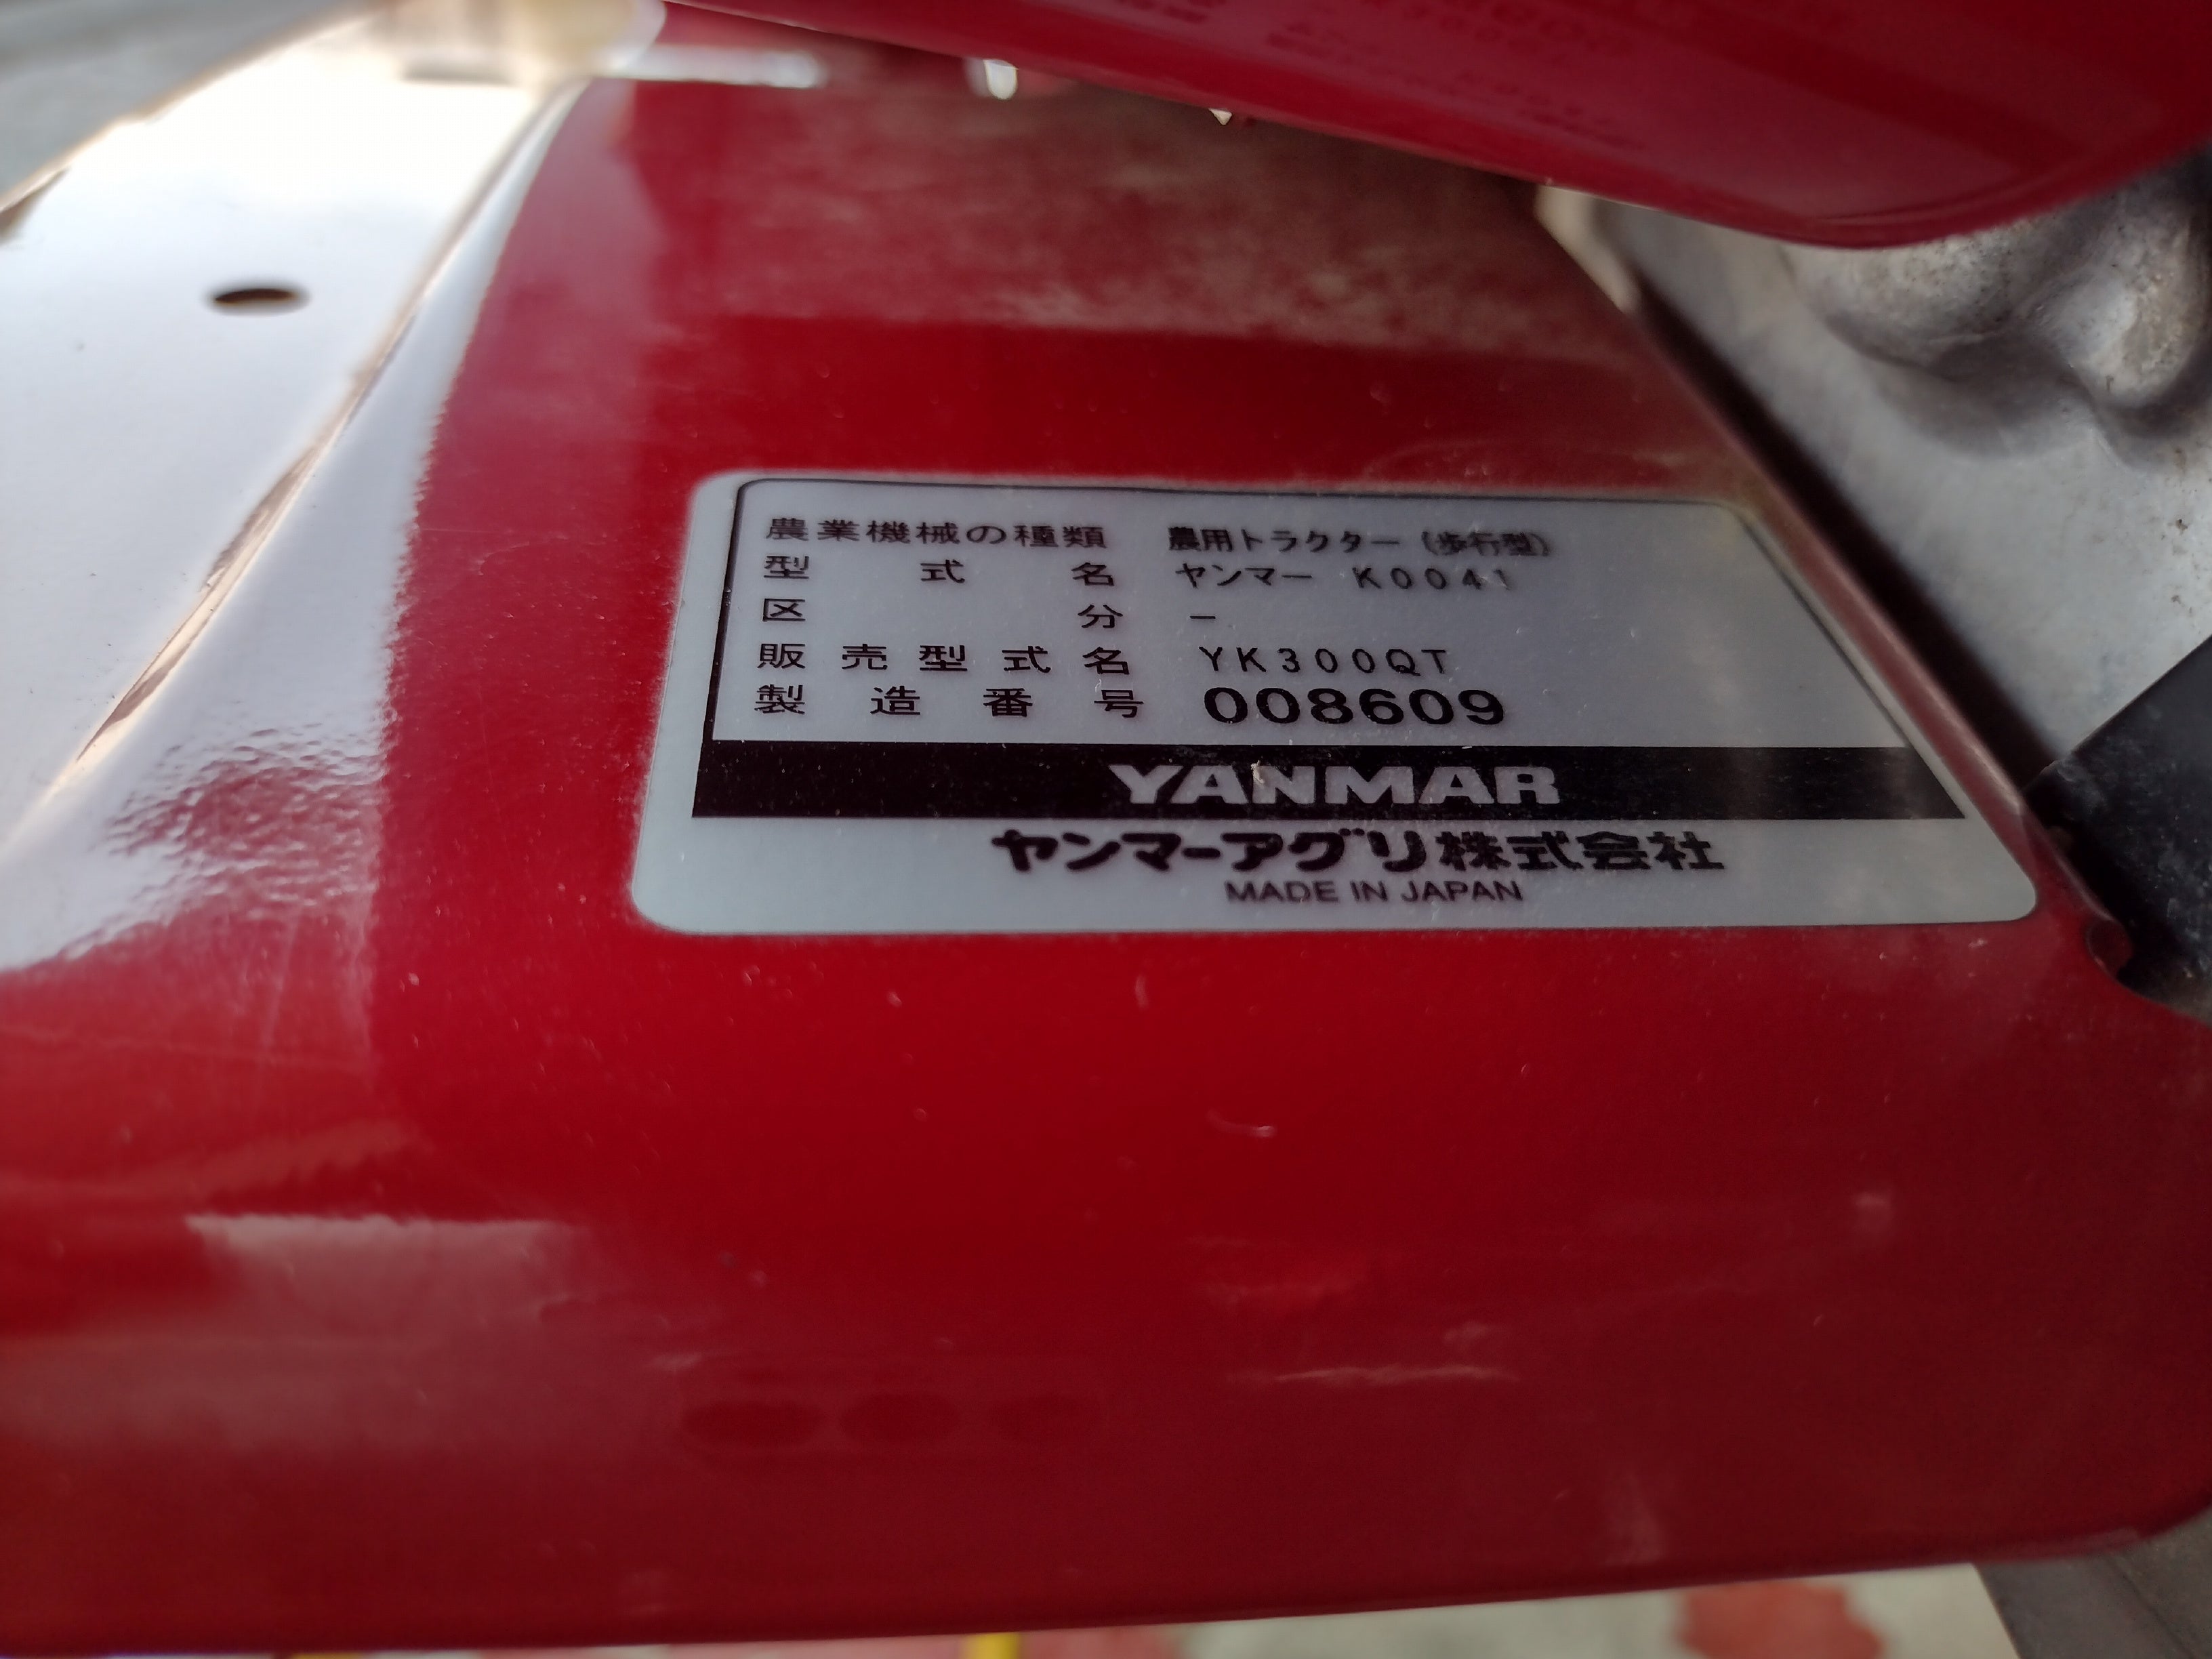 農業機械の種類 農用トラクター(歩行型)
型式名 ヤンマー K0041
区分 -
販売型式名 YK300QT
製造番号 008609
YANMAR
ヤンマーアグリ株式会社
MADE IN JAPAN